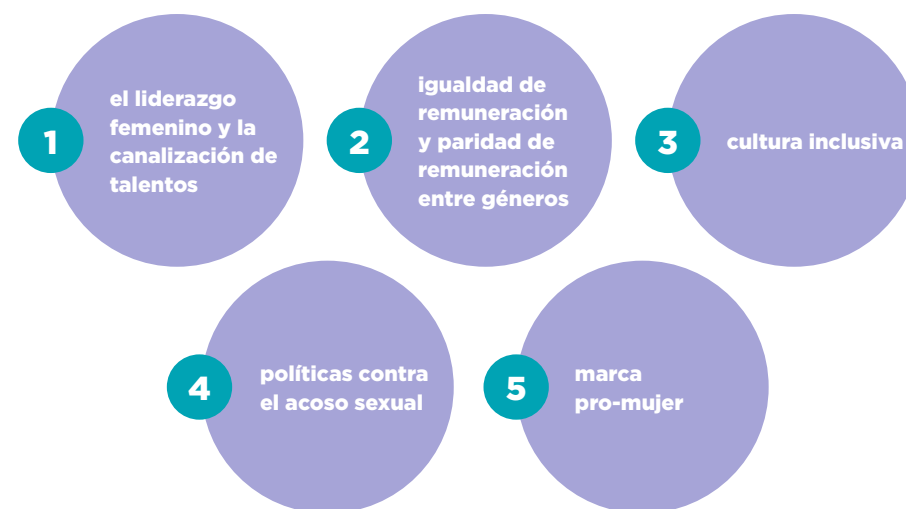 1
el liderazgo
femenino y la
canalización de
talentos
2
igualdad de
remuneración
y paridad de
remuneración
entre géneros
3
cultura inclusiva
4
políticas contra
el acoso sexual
5
marca
pro-mujer